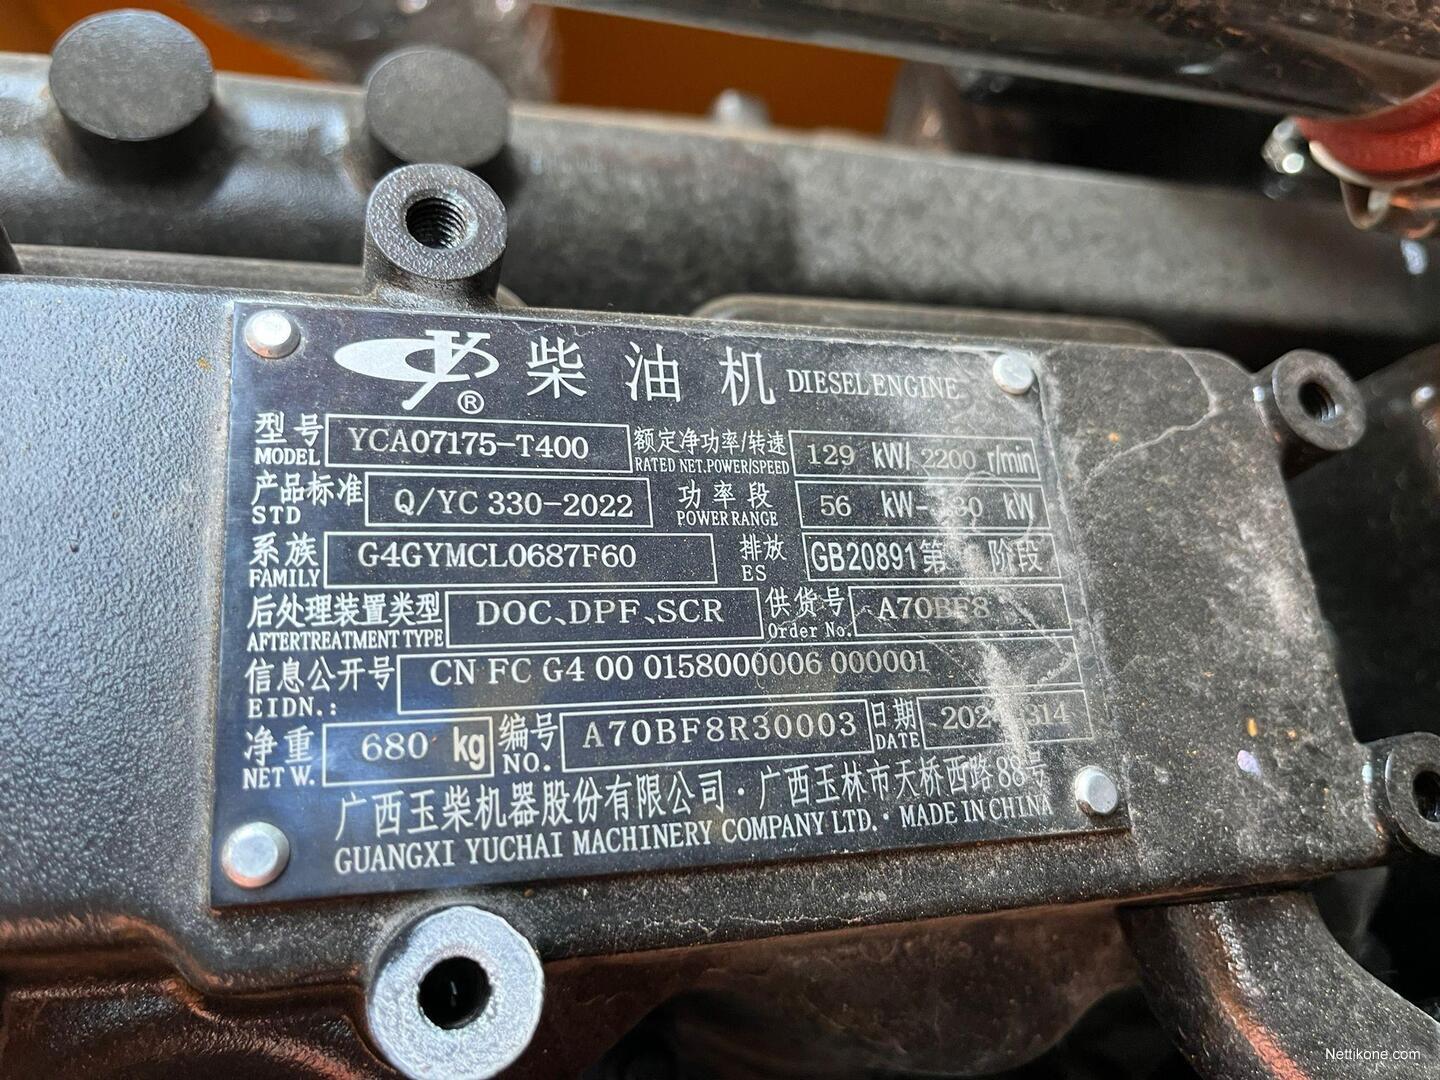 柴油机 DIESEL ENGINE
®
型号 MODEL YCA07175-T400 额定净功率/转速 RATED NET.POWER/SPEED 129 kW/ 2200 r/min
产品标准 STD Q/YC 330-2022 功率段 POWER RANGE 56 kW- kW
系族 FAMILY G4GYMCL0687F60 排放 ES GB20891第 阶段
后处理装置类型 AFTERTREATMENT TYPE DOC、DPF、SCR 供货号 Order No. A70BF8
信息公开号 EIDN.: CN FC G4 00 0158000006 000001
净重 NET W. 680 kg 编号 NO. A70BF8R30003 日期 DATE
广西玉柴机器股份有限公司·广西玉林市天桥西路88号
GUANGXI YUCHAI MACHINERY COMPANY LTD.· MADE IN CHINA
Nettikone.com